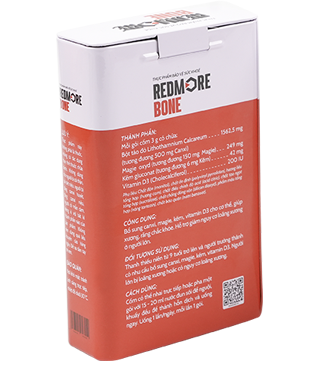 THỰC PHẨM BẢO VỆ SỨC KHỎE
REDMORE
BONE
THÀNH PHẦN:
Mỗi gói cốm 3 g có chứa:
Bột tảo đỏ Lithothamnium Calcareum ........ 1562,5 mg
(tương đương 500 mg Canxi)
Magie oxyd (tương đương 150 mg Magie) 249 mg
Kẽm gluconat (tương đương 6 mg Kẽm) 42 mg
Vitamin D3 (Cholecalciferol) 200 IU
CÔNG DỤNG:
Bổ sung canxi, magie, kẽm, vitamin D3 cho cơ thể, giúp
xương, răng chắc khỏe. Hỗ trợ giảm nguy cơ loãng xương
ở người lớn.
ĐỐI TƯỢNG SỬ DỤNG:
Thanh thiếu niên từ 9 tuổi trở lên và người trưởng thành
có nhu cầu bổ sung canxi, magie, kẽm, vitamin D3. Người
lớn bị loãng xương hoặc có nguy cơ loãng xương.
CÁCH DÙNG:
Cốm có thể nhai trực tiếp hoặc pha một
gói với 15 - 20 ml nước đun sôi để nguội,
khuấy đều để thành hỗn dịch và uống
ngay. Uống 1 lần/ngày, mỗi lần 1 gói.